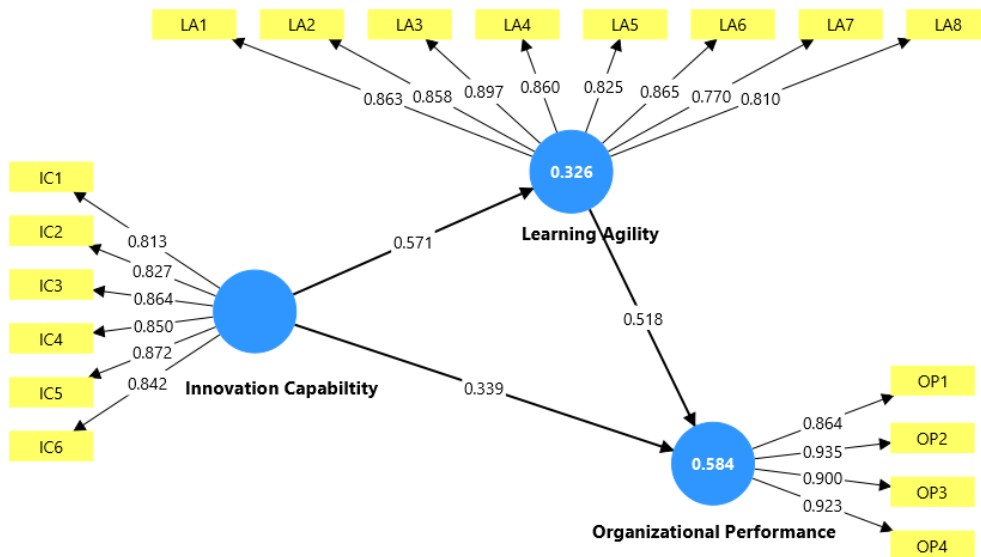 LA1 LA2 LA3 LA4 LA5 LA6 LA7 LA8
0.863 0.858 0.897 0.860 0.825 0.865 0.770 0.810
0.326
Learning Agility
IC1
IC2
IC3
IC4
IC5
IC6
0.813
0.827
0.864
0.850
0.872
0.842
0.571
Innovation Capabiltity
0.518
0.339
0.584
Organizational Performance
0.864
0.935
0.900
0.923
OP1
OP2
OP3
OP4